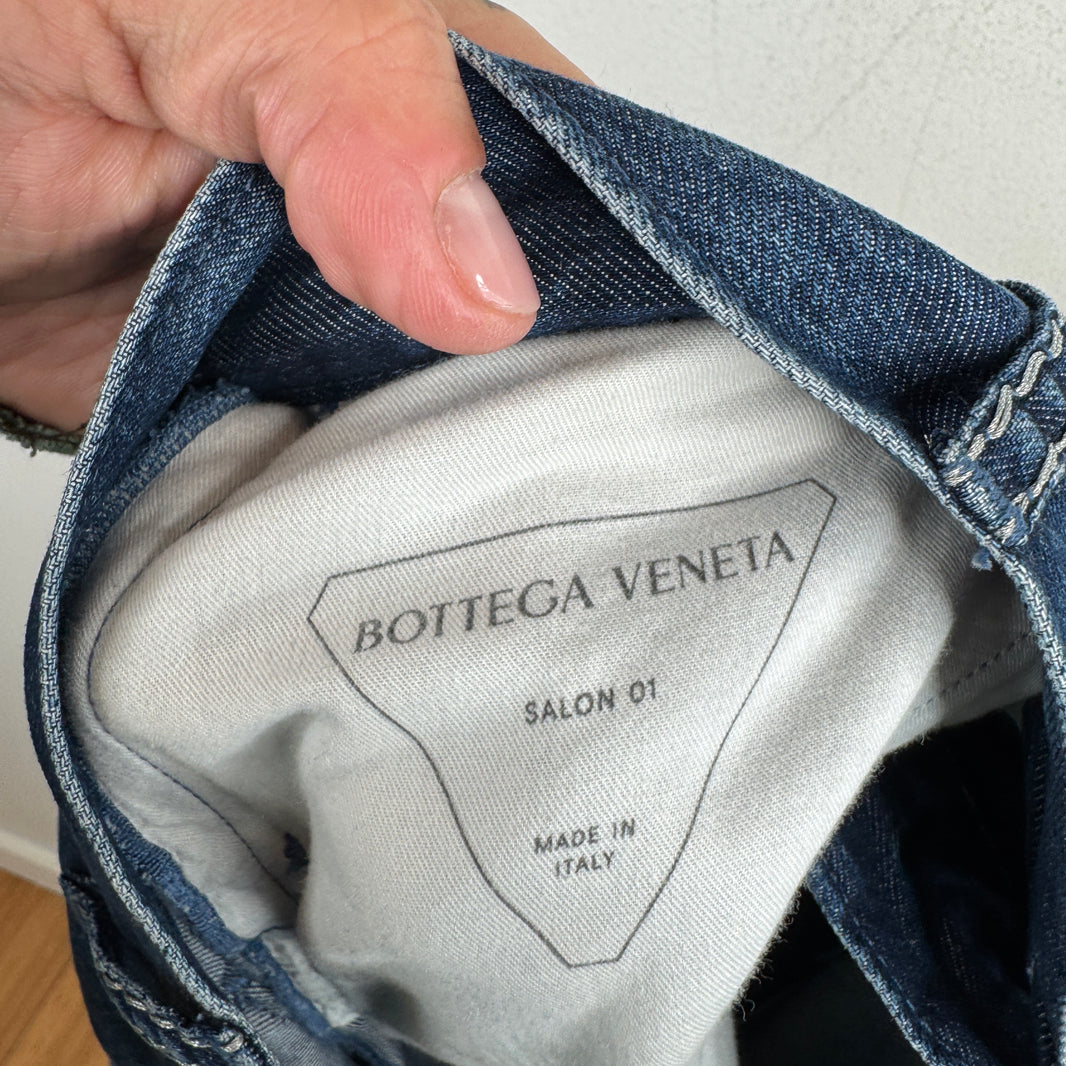 BOTTEGA VENETA
SALON 01
MADE IN
ITALY